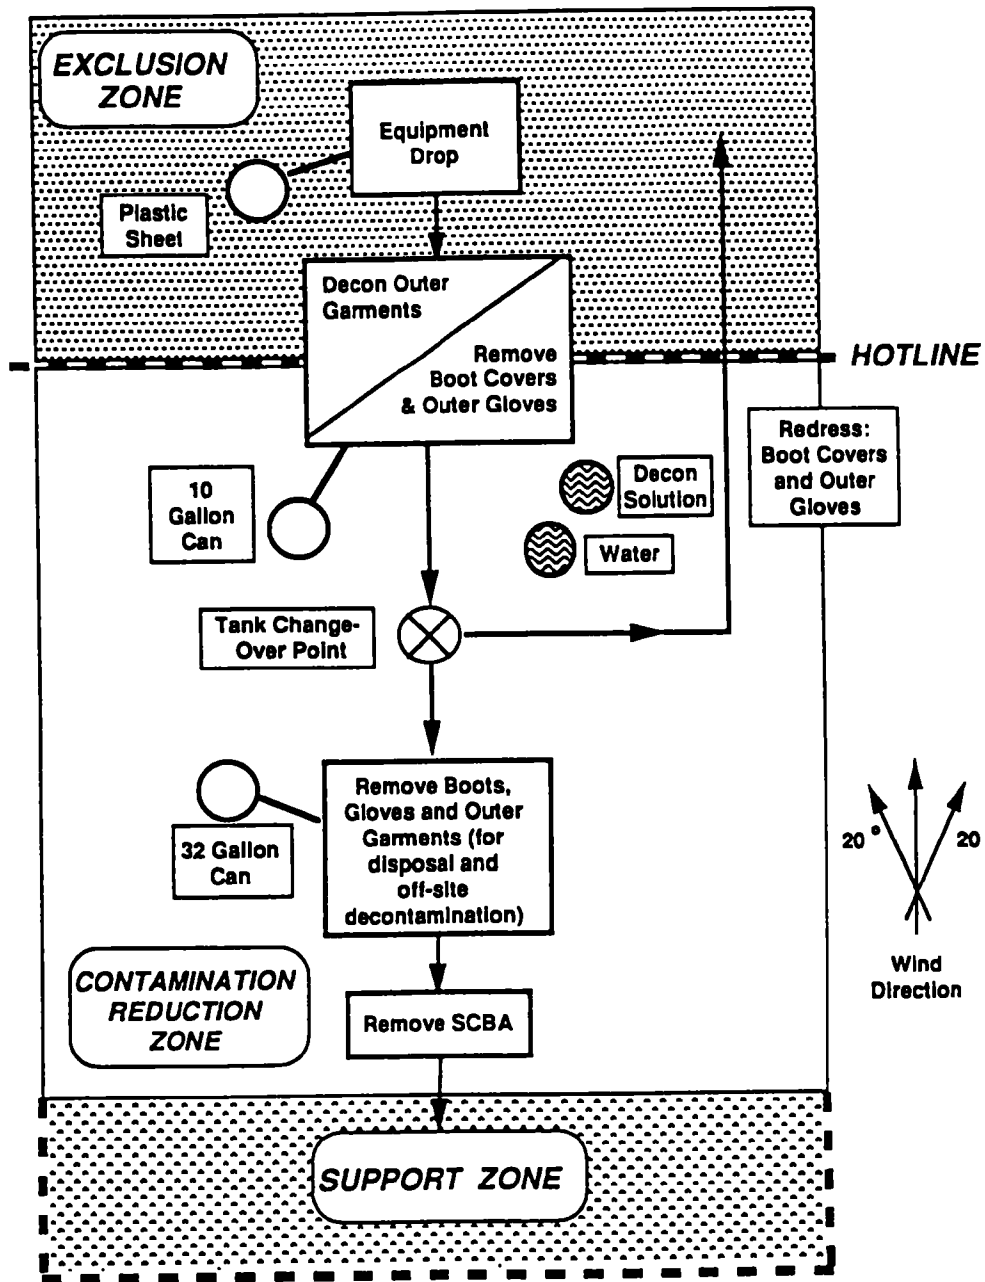 EXCLUSION
ZONE
Equipment
Drop
Plastic
Sheet
Decon Outer
Garments
Remove
Boot Covers
& Outer Gloves
HOTLINE
Redress:
Boot Covers
and Outer
Gloves
10
Gallon
Can
Decon
Solution
Water
Tank Change-
Over Point
Remove Boots,
Gloves and Outer
Garments (for
disposal and
off-site
decontamination)
32 Gallon
Can
20° 20
Wind
Direction
CONTAMINATION
REDUCTION
ZONE
Remove SCBA
SUPPORT ZONE